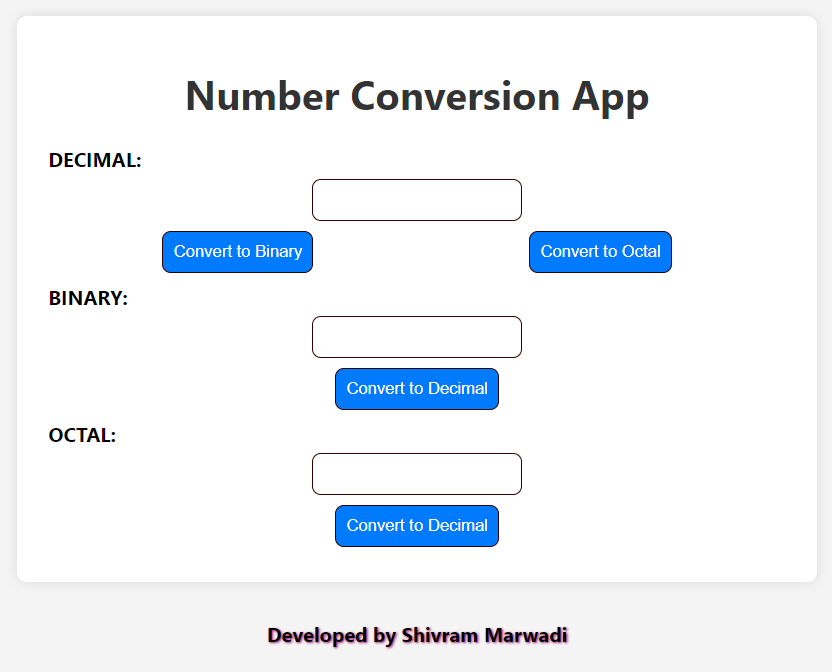 Number Conversion App
DECIMAL:
Convert to Binary Convert to Octal
BINARY:
Convert to Decimal
OCTAL:
Convert to Decimal
Developed by Shivram Marwadi